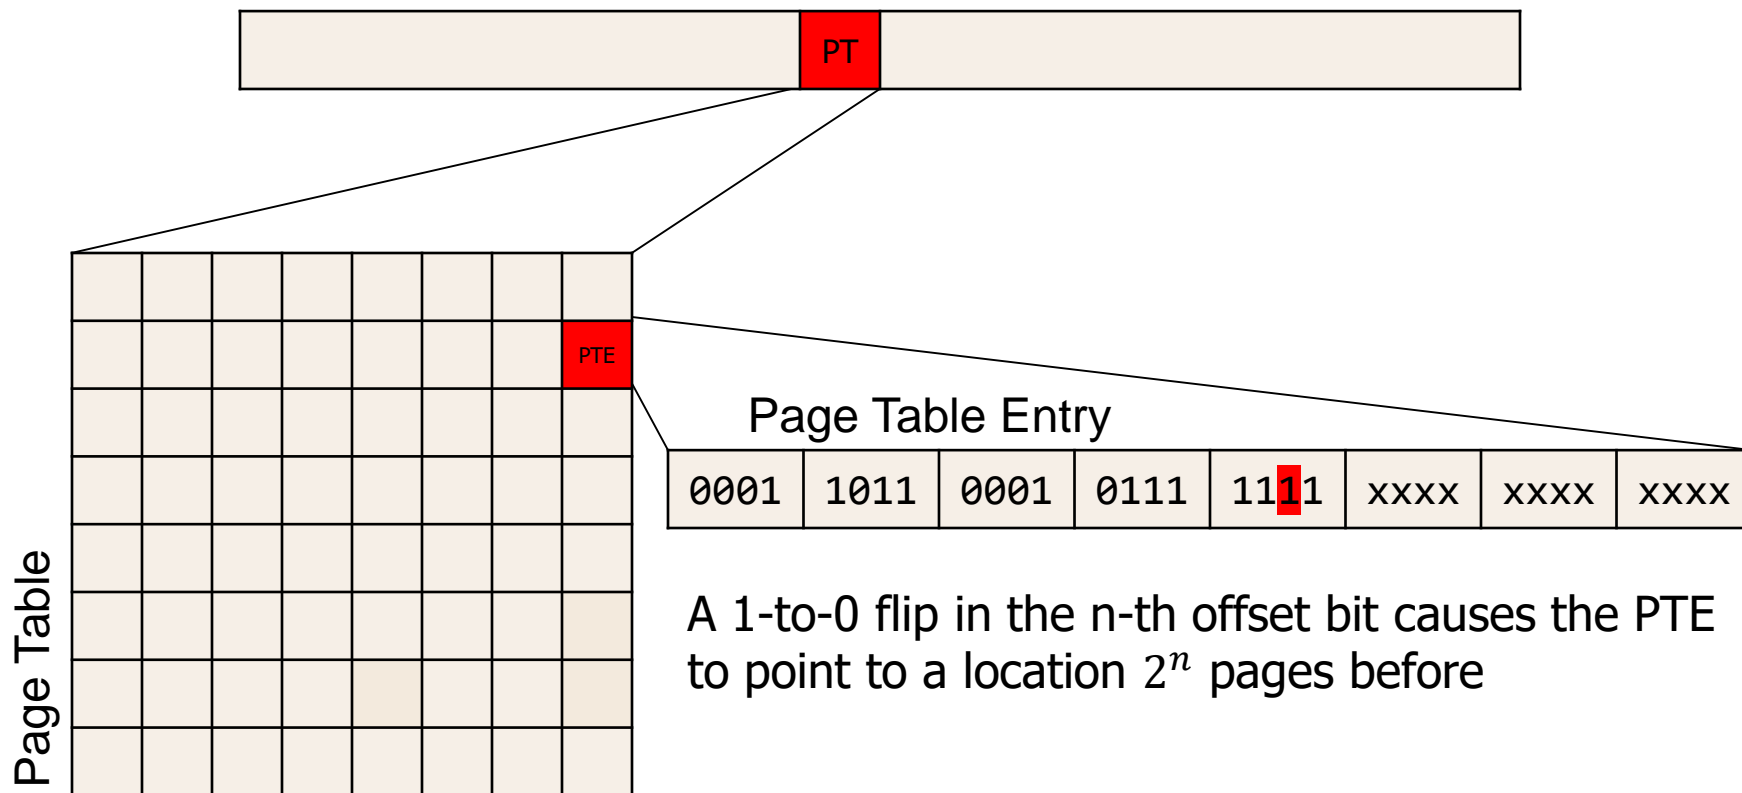 PT
PTE
Page Table Entry
0001 1011 0001 0111 1111 xxxx xxxx xxxx
Page Table
A 1-to-0 flip in the n-th offset bit causes the PTE
to point to a location 2ⁿ pages before